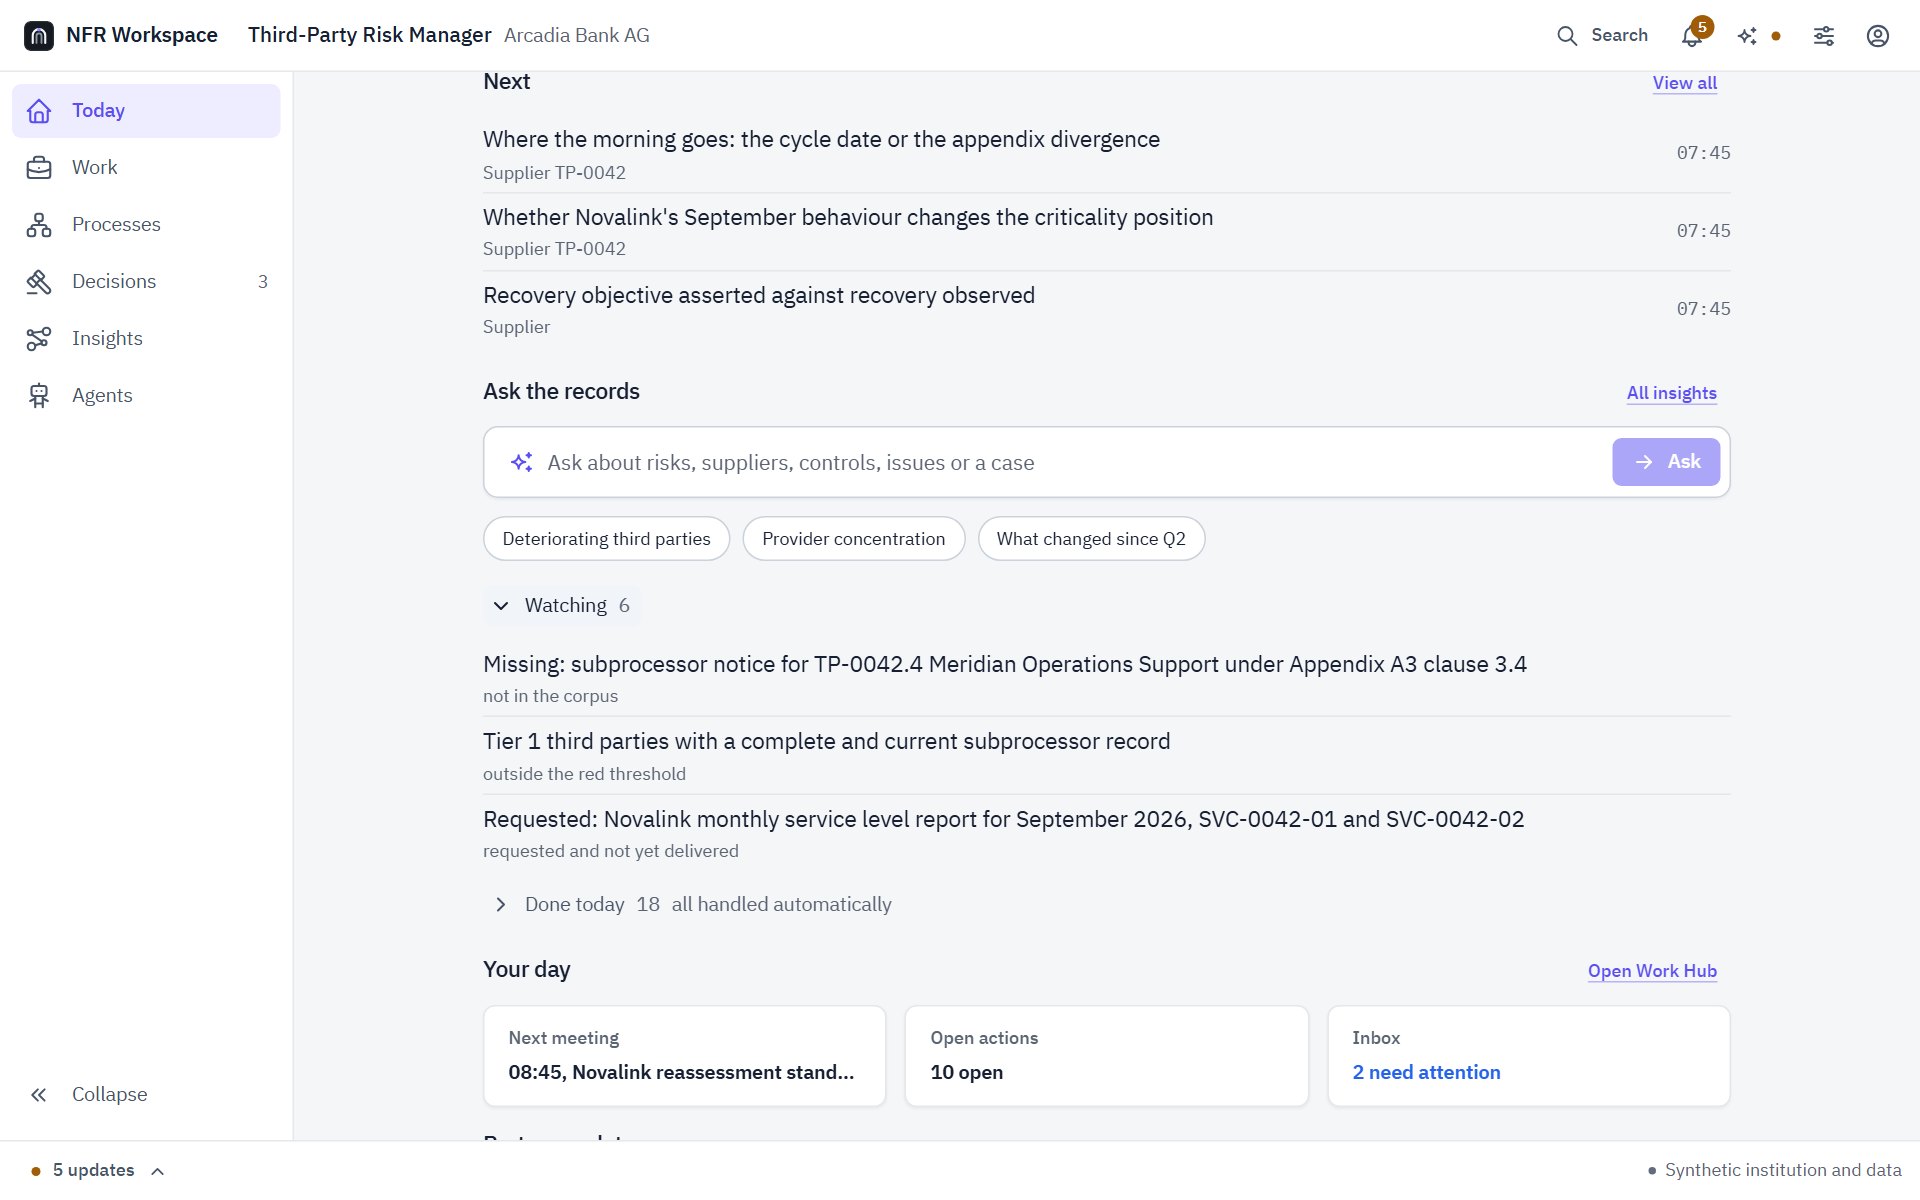 NFR Workspace
Third-Party Risk Manager Arcadia Bank AG
Search
5
Today
Work
Processes
Decisions 3
Insights
Agents
Collapse
Next
View all
Where the morning goes: the cycle date or the appendix divergence
Supplier TP-0042
07:45
Whether Novalink's September behaviour changes the criticality position
Supplier TP-0042
07:45
Recovery objective asserted against recovery observed
Supplier
07:45
Ask the records
All insights
Ask about risks, suppliers, controls, issues or a case
Ask
Deteriorating third parties
Provider concentration
What changed since Q2
Watching 6
Missing: subprocessor notice for TP-0042.4 Meridian Operations Support under Appendix A3 clause 3.4
not in the corpus
Tier 1 third parties with a complete and current subprocessor record
outside the red threshold
Requested: Novalink monthly service level report for September 2026, SVC-0042-01 and SVC-0042-02
requested and not yet delivered
Done today 18 all handled automatically
Your day
Open Work Hub
Next meeting
08:45, Novalink reassessment stand...
Open actions
10 open
Inbox
2 need attention
5 updates
Synthetic institution and data